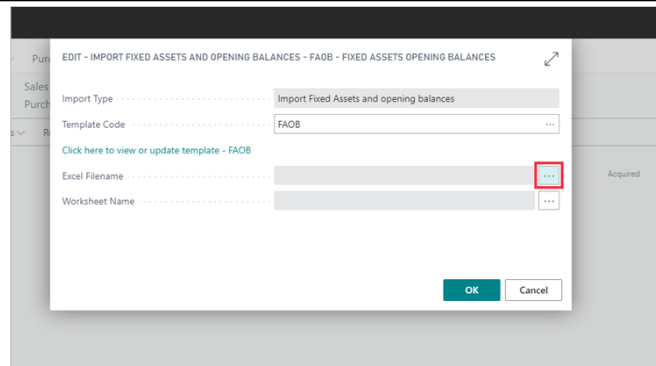 EDIT - IMPORT FIXED ASSETS AND OPENING BALANCES - FAOB - FIXED ASSETS OPENING BALANCES
Import Type Import Fixed Assets and opening balances
Template Code FAOB
Click here to view or update template - FAOB
Excel Filename
Worksheet Name
Acquired
OK Cancel
Sales